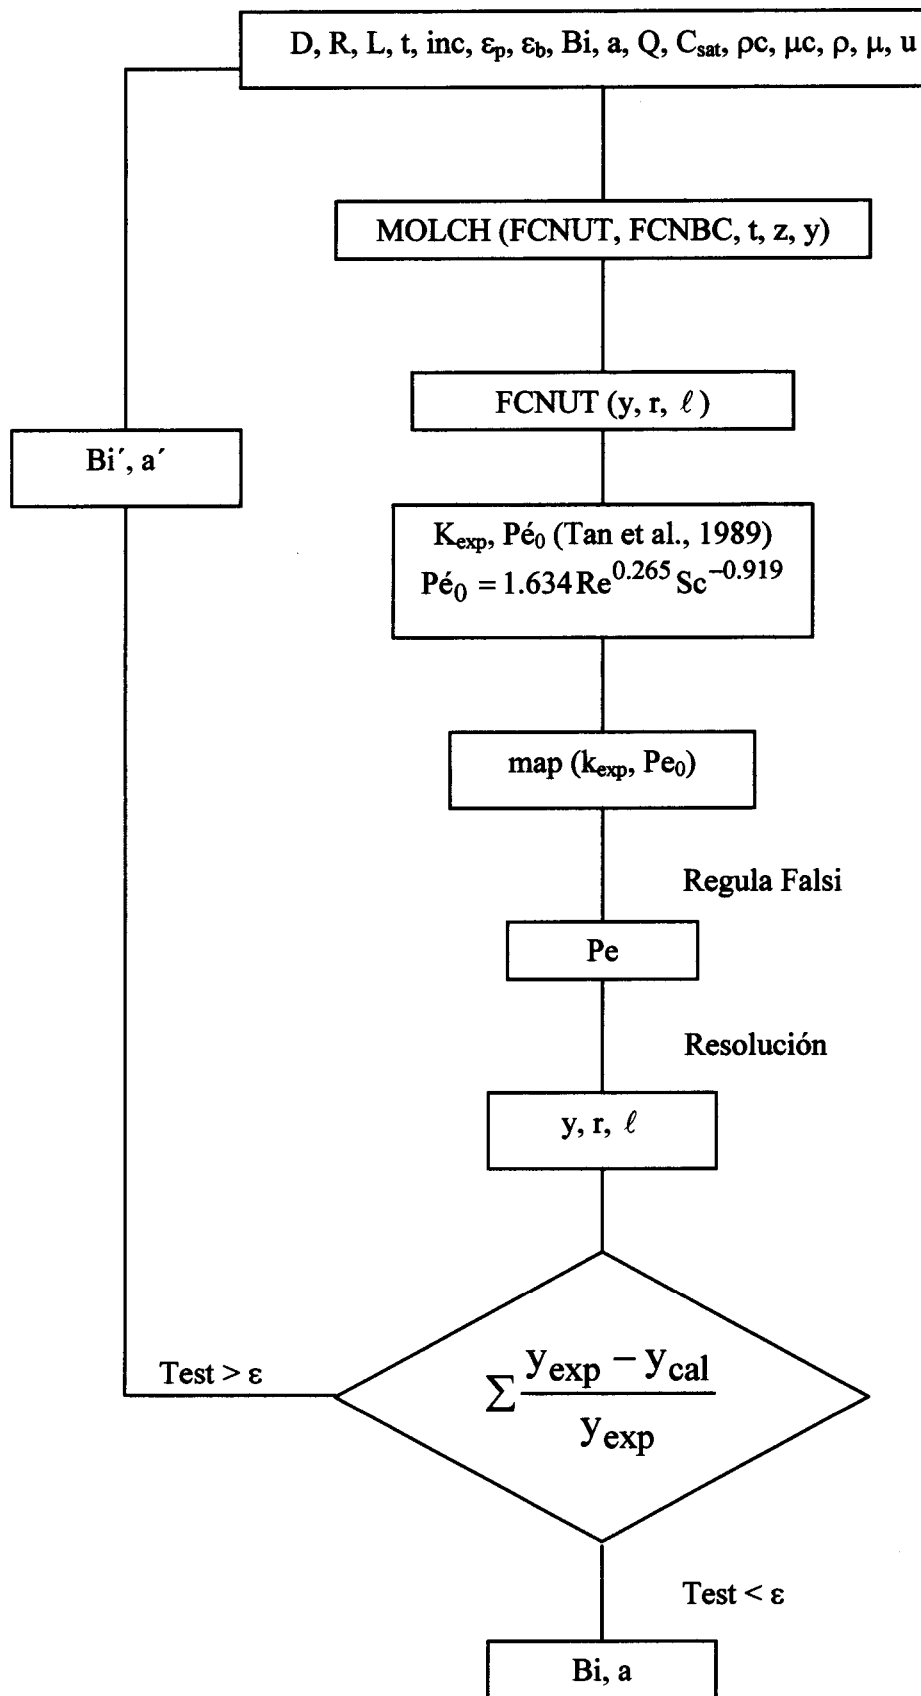 D, R, L, t, inc, εp, εb, Bi, a, Q, Csat, ρc, μc, ρ, μ, u
MOLCH (FCNUT, FCNBC, t, z, y)
FCNUT (y, r, ℓ)
Bi´, a´
Kexp, Pé0 (Tan et al., 1989)
Pé0 = 1.634 Re^0.265 Sc^−0.919
map (kexp, Pe0)
Regula Falsi
Pe
Resolución
y, r, ℓ
Test > ε
∑ (yexp − ycal) / yexp
Test < ε
Bi, a